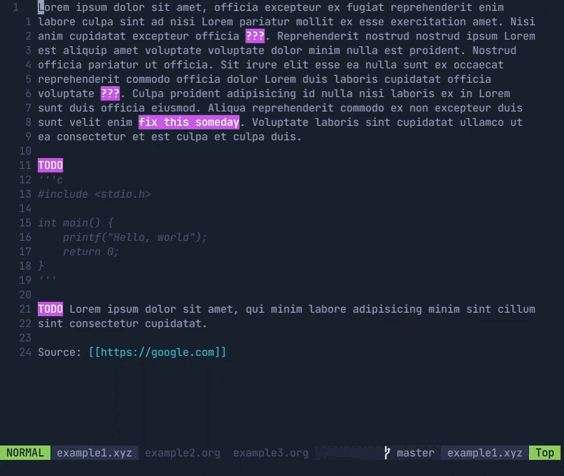 1 Lorem ipsum dolor sit amet, officia excepteur ex fugiat reprehenderit enim
1 labore culpa sint ad nisi Lorem pariatur mollit ex esse exercitation amet. Nisi
2 anim cupidatat excepteur officia ???. Reprehenderit nostrud nostrud ipsum Lorem
3 est aliquip amet voluptate voluptate dolor minim nulla est proident. Nostrud
4 officia pariatur ut officia. Sit irure elit esse ea nulla sunt ex occaecat
5 reprehenderit commodo officia dolor Lorem duis laboris cupidatat officia
6 voluptate ???. Culpa proident adipisicing id nulla nisi laboris ex in Lorem
7 sunt duis officia eiusmod. Aliqua reprehenderit commodo ex non excepteur duis
8 sunt velit enim fix this someday. Voluptate laboris sint cupidatat ullamco ut
9 ea consectetur et est culpa et culpa duis.
10
11 TODO
12 '''c
13 #include <stdio.h>
14
15 int main() {
16 printf("Hello, world");
17 return 0;
18 }
19 '''
20
21 TODO Lorem ipsum dolor sit amet, qui minim labore adipisicing minim sint cillum
22 sint consectetur cupidatat.
23
24 Source: [[https://google.com]]
NORMAL example1.xyz example2.org example3.org master example1.xyz Top